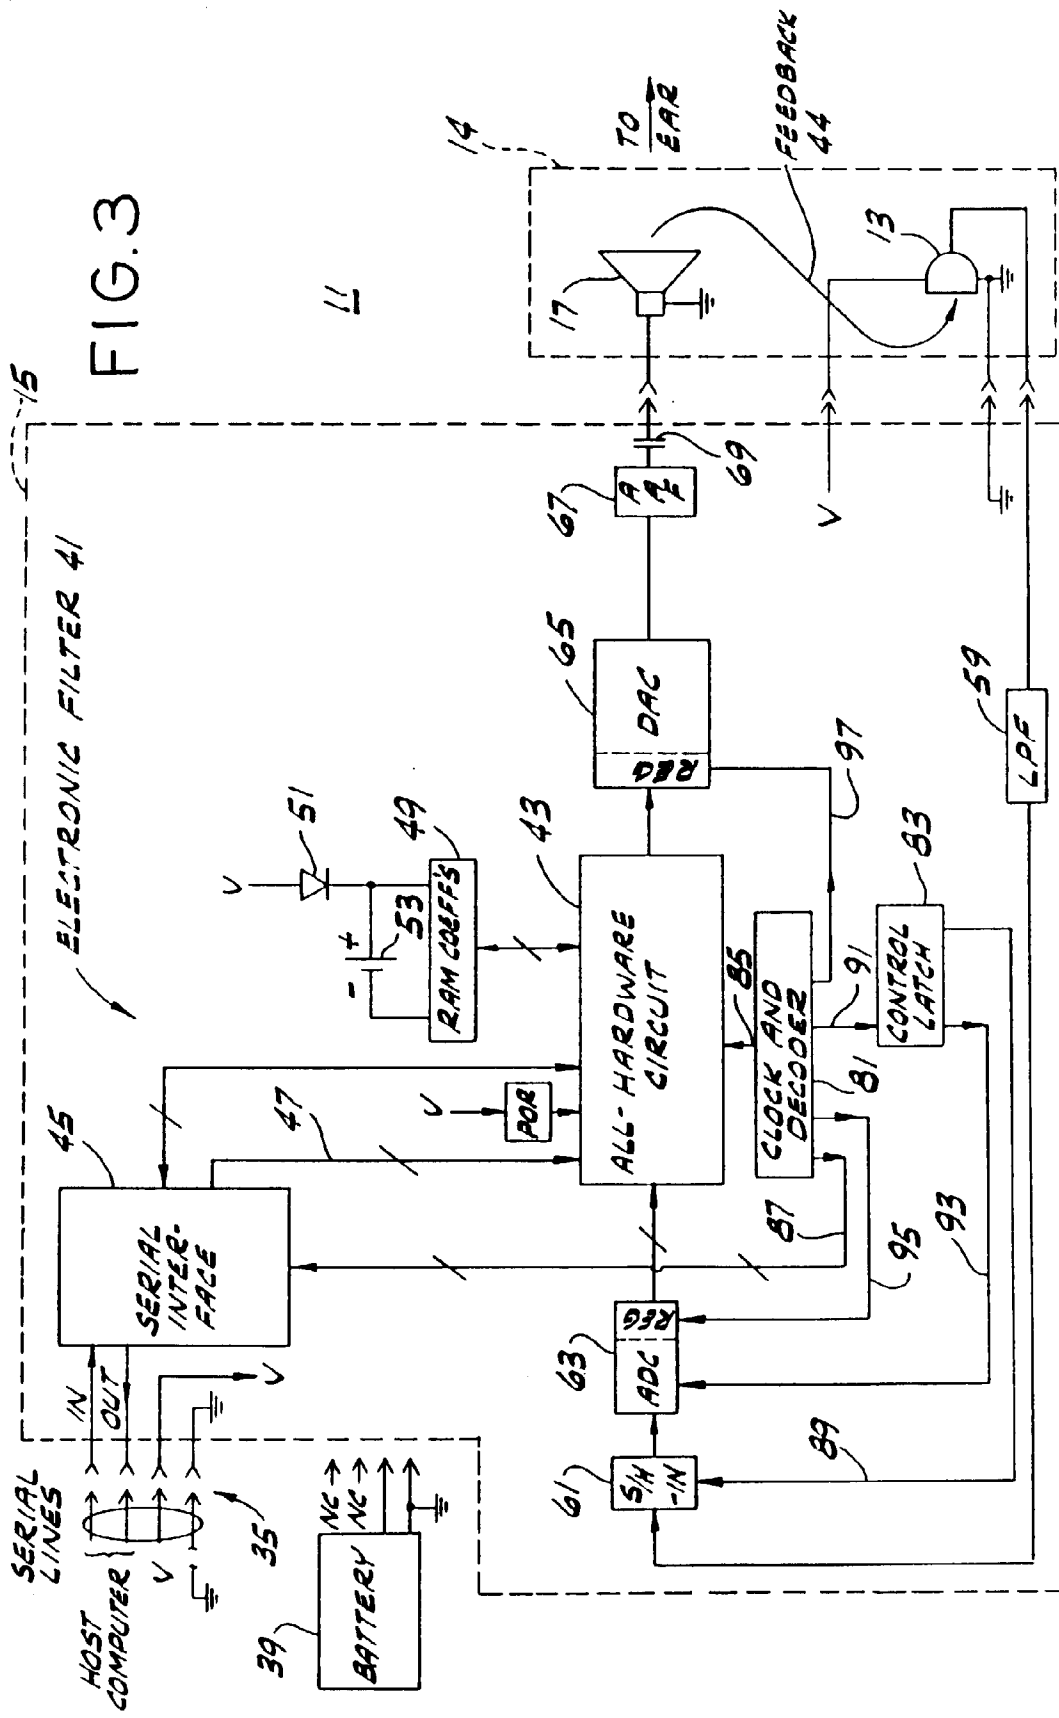 FIG.3
11
15
ELECTRONIC FILTER 41
SERIAL
LINES
HOST
COMPUTER
IN
OUT
V
V
35
39
BATTERY
NC
NC
45
SERIAL
INTER-
FACE
47
V
POR
V
51
+
-
53
49
RAM COEFF'S
43
ALL-HARDWARE
CIRCUIT
65
REG
DAC
67
A
AF
69
14
17
TO
EAR
FEEDBACK
44
13
V
61
S/H
-IN
63
ADC
REG
85
CLOCK AND
DECODER
81
87
95
91
97
83
CONTROL
LATCH
93
89
59
LPF